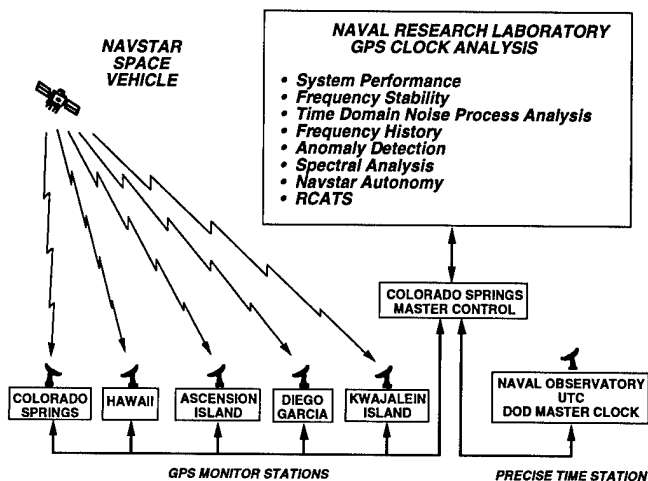 NAVSTAR
SPACE
VEHICLE
NAVAL RESEARCH LABORATORY
GPS CLOCK ANALYSIS
• System Performance
• Frequency Stability
• Time Domain Noise Process Analysis
• Frequency History
• Anomaly Detection
• Spectral Analysis
• Navstar Autonomy
• RCATS
COLORADO SPRINGS
MASTER CONTROL
COLORADO
SPRINGS
HAWAII
ASCENSION
ISLAND
DIEGO
GARCIA
KWAJALEIN
ISLAND
NAVAL OBSERVATORY
UTC
DOD MASTER CLOCK
GPS MONITOR STATIONS
PRECISE TIME STATION